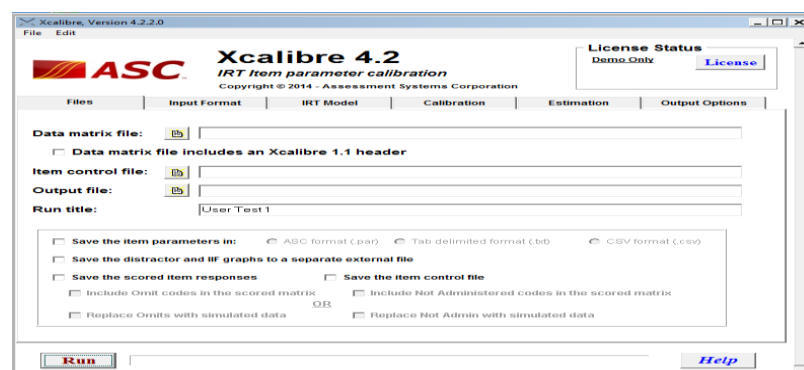 Xcalibre, Version 4.2.2.0
File Edit
ASC
Xcalibre 4.2
IRT Item parameter calibration
Copyright © 2014 - Assessment Systems Corporation
License Status
Demo Only
License
Files Input Format IRT Model Calibration Estimation Output Options
Data matrix file:
Data matrix file includes an Xcalibre 1.1 header
Item control file:
Output file:
Run title: User Test 1
Save the item parameters in: ASC format (.par) Tab delimited format (.txt) CSV format (.csv)
Save the distractor and IIF graphs to a separate external file
Save the scored item responses Save the item control file
Include Omit codes in the scored matrix Include Not Administered codes in the scored matrix
OR
Replace Omits with simulated data Replace Not Admin with simulated data
Run Help